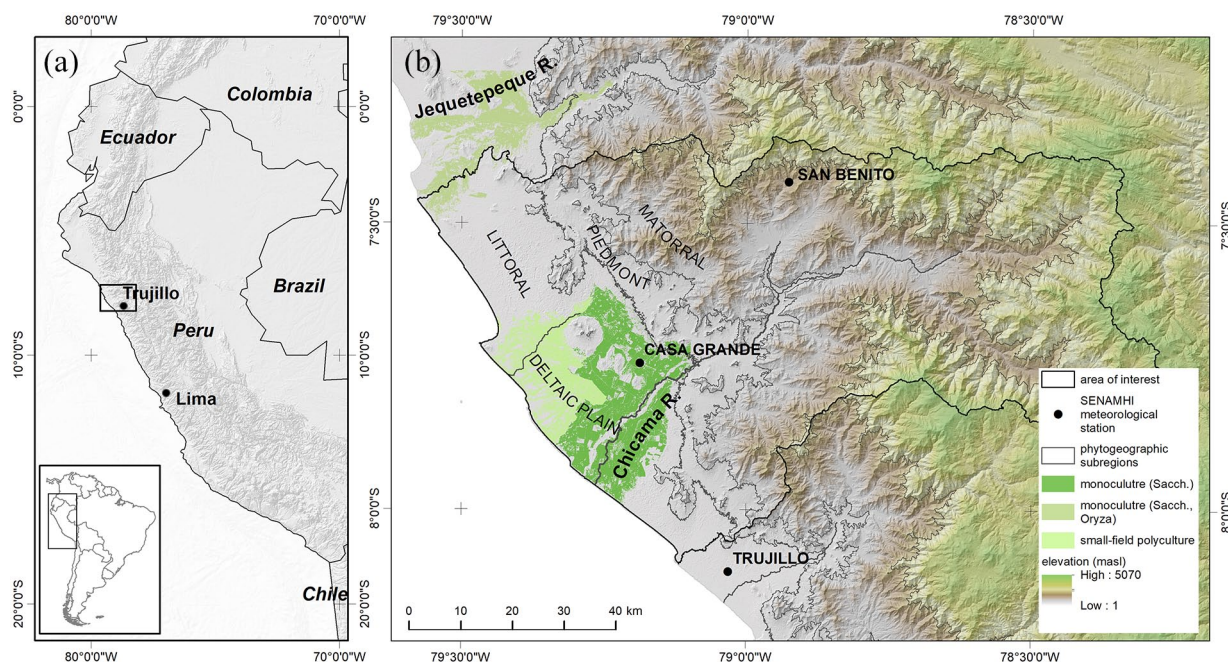 80°0'0"W
70°0'0"W
(a)
Colombia
0°0'0"
Ecuador
Brazil
Trujillo
Peru
10°0'0"S
Lima
20°0'0"S
Chile
80°0'0"W
70°0'0"W
79°30'0"W
79°0'0"W
78°30'0"W
(b)
Jequetepeque R.
0°0'0"
SAN BENITO
7°30'0"S
7°30'0"S
MATORRAL
PIEDMONT
LITTORAL
CASA GRANDE
10°0'0"S
DELTAIC PLAIN
Chicama R.
8°0'0"S
8°0'0"S
TRUJILLO
20°0'0"S
0 10 20 30 40 km
area of interest
SENAMHI
meteorological
station
phytogeographic
subregions
monoculutre (Sacch.)
monoculutre (Sacch.,
Oryza)
small-field polyculture
elevation (masl)
High : 5070
Low : 1
79°30'0"W
79°0'0"W
78°30'0"W